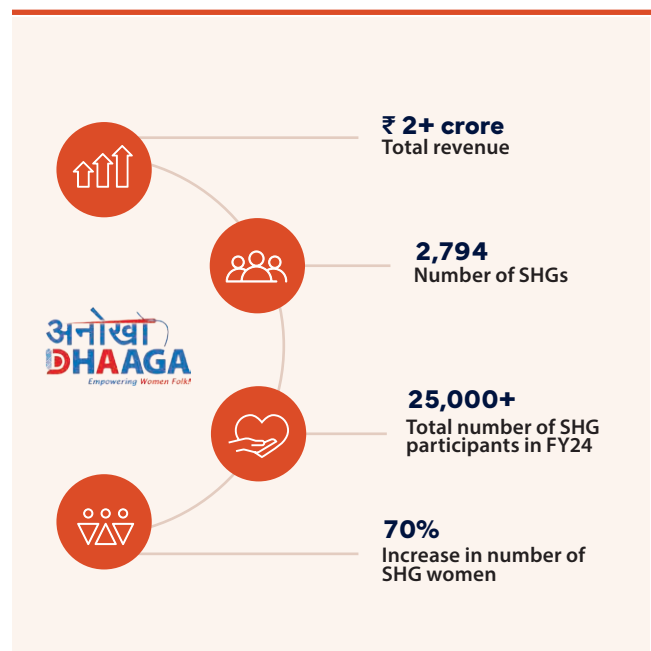 ₹ 2+ crore
Total revenue
2,794
Number of SHGs
अनोखा
DHAAGA
Empowering Women Folk!
25,000+
Total number of SHG
participants in FY24
70%
Increase in number of
SHG women